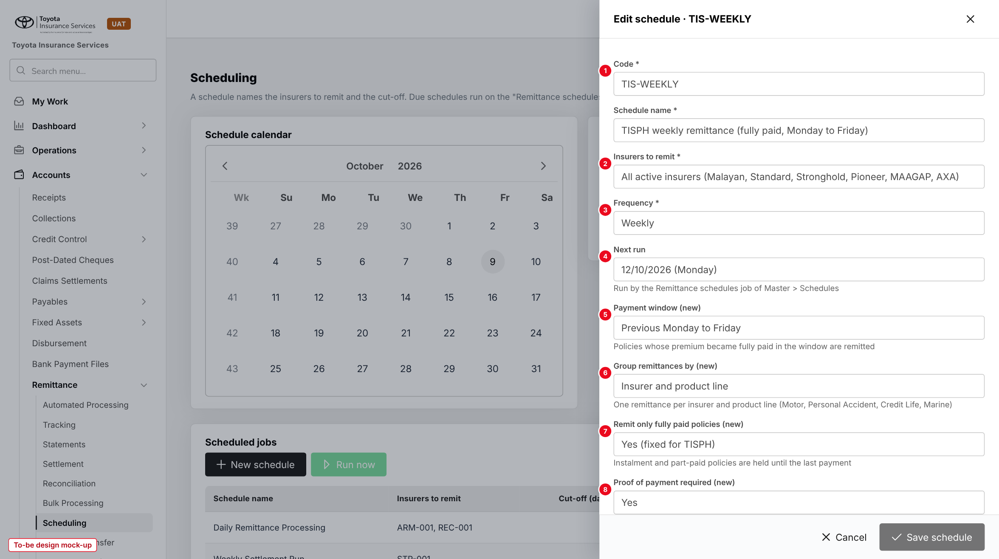 Toyota
Insurance Services
UAT
Toyota Insurance Services
Search menu...
My Work
Dashboard
Operations
Accounts
Receipts
Collections
Credit Control
Post-Dated Cheques
Claims Settlements
Payables
Fixed Assets
Disbursement
Bank Payment Files
Remittance
Automated Processing
Tracking
Statements
Settlement
Reconciliation
Bulk Processing
Scheduling
nsfer
To-be design mock-up
Scheduling
A schedule names the insurers to remit and the cut-off. Due schedules run on the "Remittance schedules
Schedule calendar
October 2026
Wk Su Mo Tu We Th Fr Sa
39 27 28 29 30 1 2 3
40 4 5 6 7 8 9 10
41 11 12 13 14 15 16 17
42 18 19 20 21 22 23 24
43 25 26 27 28 29 30 31
Scheduled jobs
New schedule
Run now
Schedule name Insurers to remit Cut-off (da
Daily Remittance Processing ARM-001, REC-001
Weekly Settlement Run STP-001
Edit schedule · TIS-WEEKLY
1 Code *
TIS-WEEKLY
Schedule name *
TISPH weekly remittance (fully paid, Monday to Friday)
2 Insurers to remit *
All active insurers (Malayan, Standard, Stronghold, Pioneer, MAAGAP, AXA)
3 Frequency *
Weekly
4 Next run
12/10/2026 (Monday)
Run by the Remittance schedules job of Master > Schedules
5 Payment window (new)
Previous Monday to Friday
Policies whose premium became fully paid in the window are remitted
6 Group remittances by (new)
Insurer and product line
One remittance per insurer and product line (Motor, Personal Accident, Credit Life, Marine)
7 Remit only fully paid policies (new)
Yes (fixed for TISPH)
Instalment and part-paid policies are held until the last payment
8 Proof of payment required (new)
Yes
Cancel
Save schedule